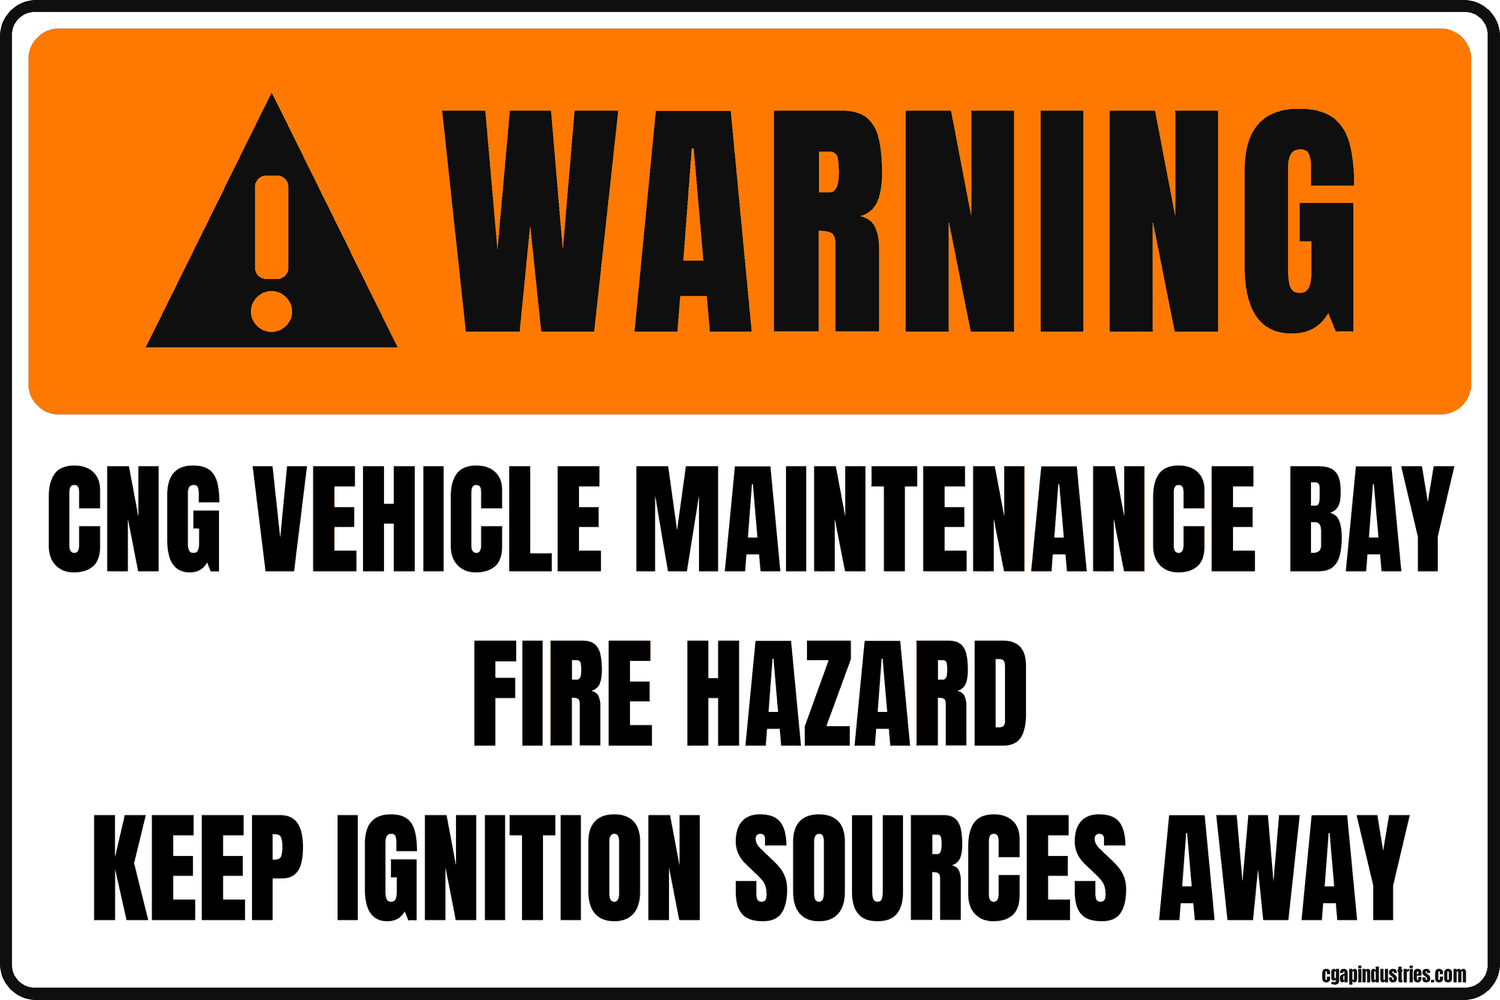 WARNING
CNG VEHICLE MAINTENANCE BAY
FIRE HAZARD
KEEP IGNITION SOURCES AWAY
cgapindustries.com